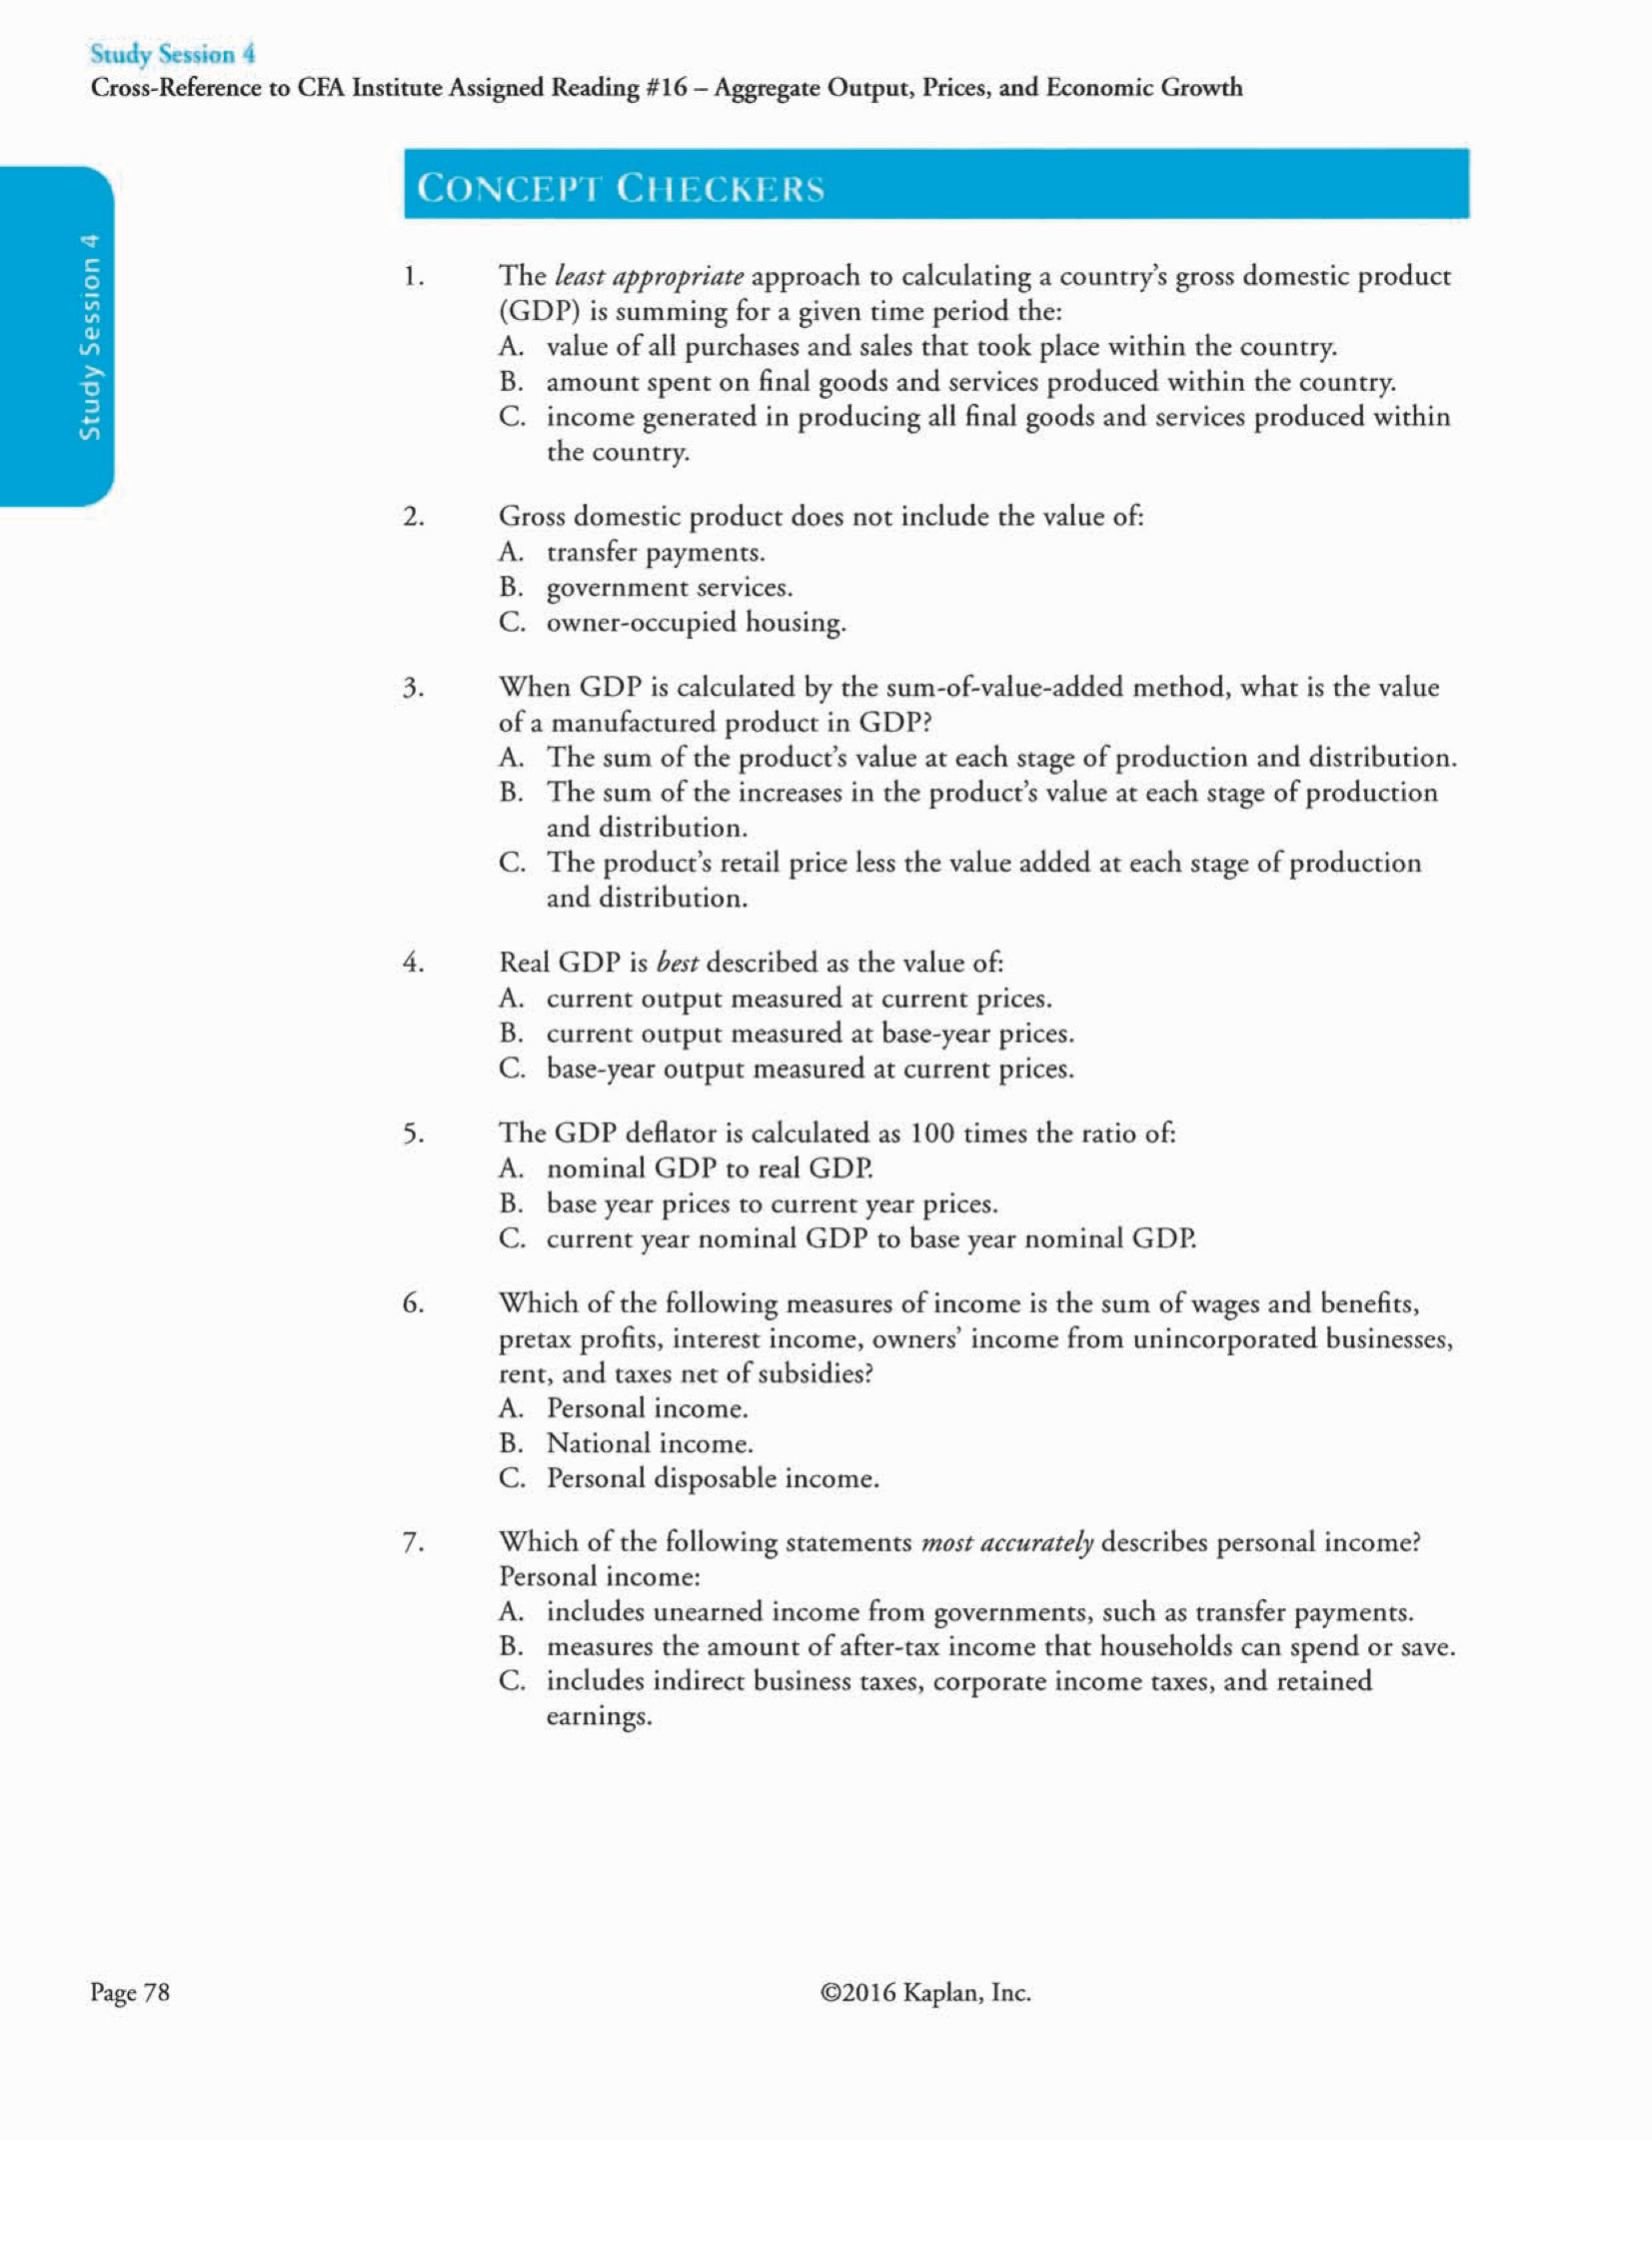 Study Session 4
Cross-Reference to CFA Institute Assigned Reading #16 – Aggregate Output, Prices, and Economic Growth
Study Session 4
CONCEPT CHECKERS
1. The least appropriate approach to calculating a country's gross domestic product
(GDP) is summing for a given time period the:
A. value of all purchases and sales that took place within the country.
B. amount spent on final goods and services produced within the country.
C. income generated in producing all final goods and services produced within
the country.
2. Gross domestic product does not include the value of:
A. transfer payments.
B. government services.
C. owner-occupied housing.
3. When GDP is calculated by the sum-of-value-added method, what is the value
of a manufactured product in GDP?
A. The sum of the product's value at each stage of production and distribution.
B. The sum of the increases in the product's value at each stage of production
and distribution.
C. The product's retail price less the value added at each stage of production
and distribution.
4. Real GDP is best described as the value of:
A. current output measured at current prices.
B. current output measured at base-year prices.
C. base-year output measured at current prices.
5. The GDP deflator is calculated as 100 times the ratio of:
A. nominal GDP to real GDP.
B. base year prices to current year prices.
C. current year nominal GDP to base year nominal GDP.
6. Which of the following measures of income is the sum of wages and benefits,
pretax profits, interest income, owners' income from unincorporated businesses,
rent, and taxes net of subsidies?
A. Personal income.
B. National income.
C. Personal disposable income.
7. Which of the following statements most accurately describes personal income?
Personal income:
A. includes unearned income from governments, such as transfer payments.
B. measures the amount of after-tax income that households can spend or save.
C. includes indirect business taxes, corporate income taxes, and retained
earnings.
Page 78
©2016 Kaplan, Inc.